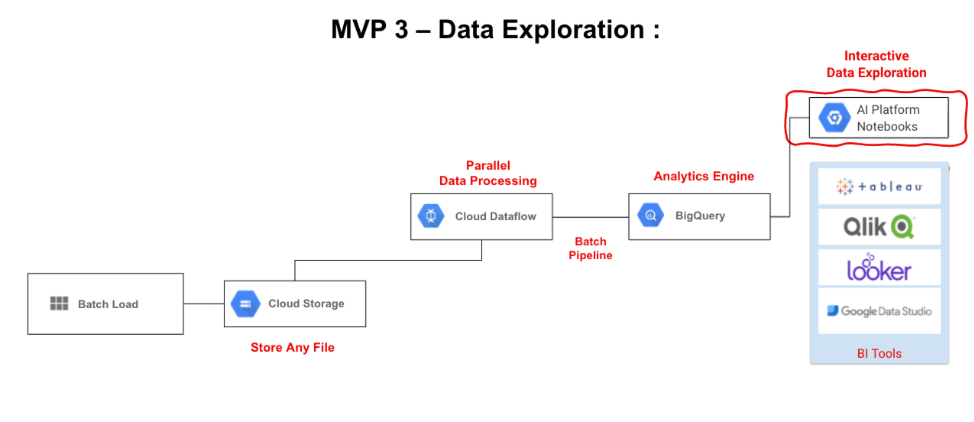 MVP 3 – Data Exploration :
Interactive
Data Exploration
AI Platform
Notebooks
Parallel
Data Processing
Analytics Engine
+ a b l e a u
Cloud Dataflow
BigQuery
Qlik
Batch
Pipeline
looker
Batch Load
Cloud Storage
Google Data Studio
Store Any File
BI Tools